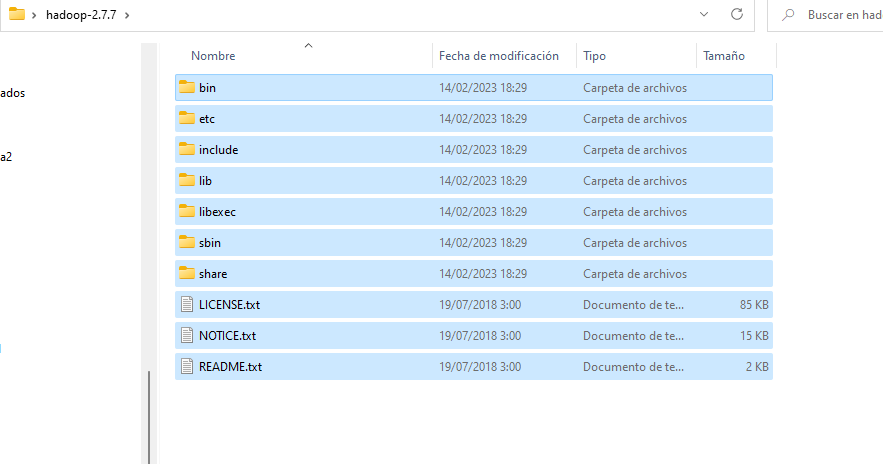 hadoop-2.7.7
Buscar en had
Nombre Fecha de modificación Tipo Tamaño
bin 14/02/2023 18:29 Carpeta de archivos
ados
etc 14/02/2023 18:29 Carpeta de archivos
include 14/02/2023 18:29 Carpeta de archivos
a2
lib 14/02/2023 18:29 Carpeta de archivos
libexec 14/02/2023 18:29 Carpeta de archivos
sbin 14/02/2023 18:29 Carpeta de archivos
share 14/02/2023 18:29 Carpeta de archivos
LICENSE.txt 19/07/2018 3:00 Documento de te... 85 KB
NOTICE.txt 19/07/2018 3:00 Documento de te... 15 KB
README.txt 19/07/2018 3:00 Documento de te... 2 KB